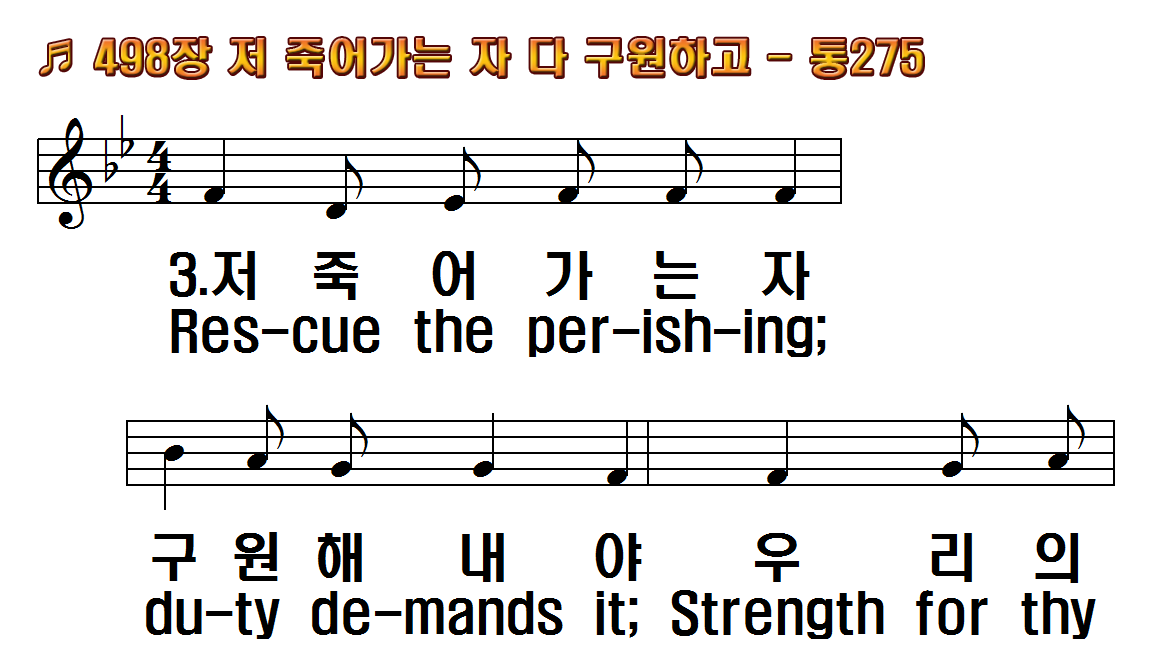 ♬ 498장 저 죽어가는 자 다 구원하고 - 통275
4
4
3.저 죽 어 가 는 자
Res-cue the per-ish-ing;
구 원 해 내 야 우 리 의
du-ty de-mands it; Strength for thy